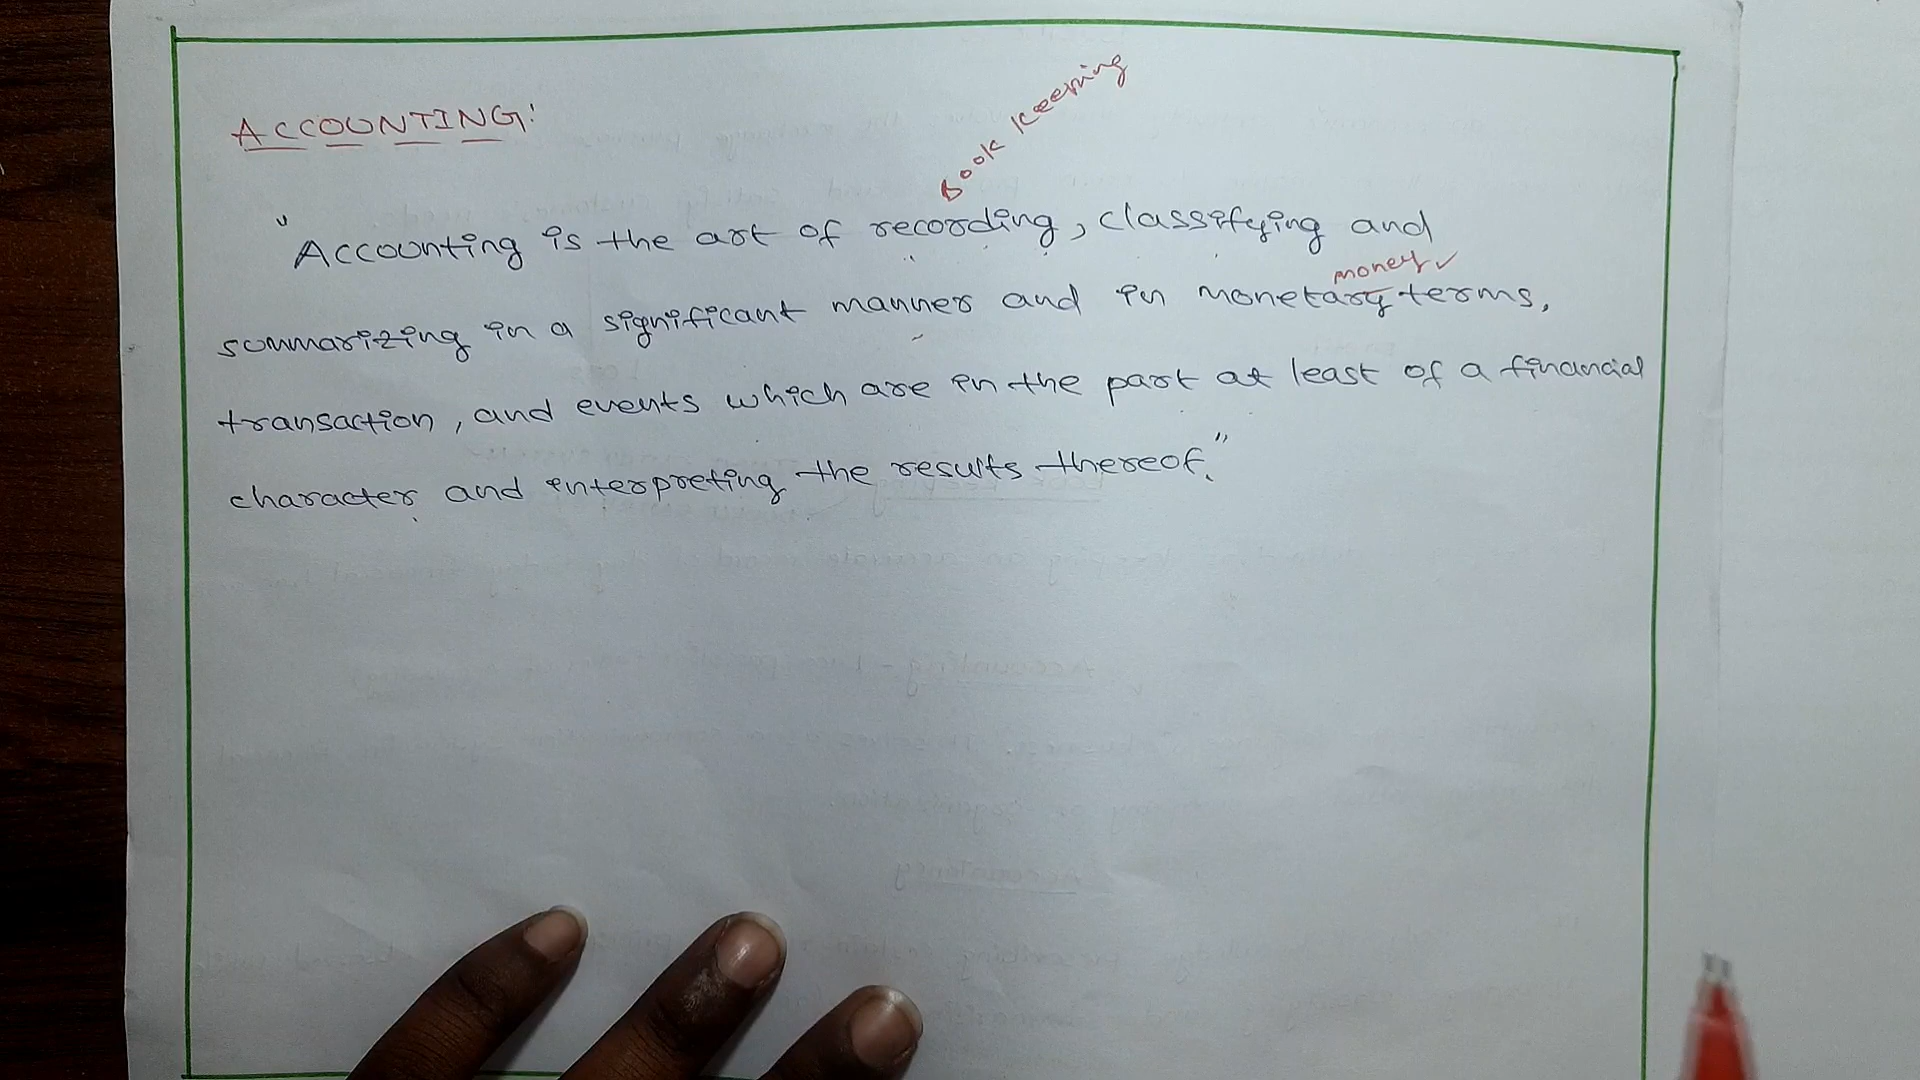 ACCOUNTING:
Book Keeping
"Accounting is the art of recording, classifying and
money ✓
summarizing in a significant manner and in monetary terms,
transaction, and events which are in the part at least of a financial
character and interpreting the results thereof."